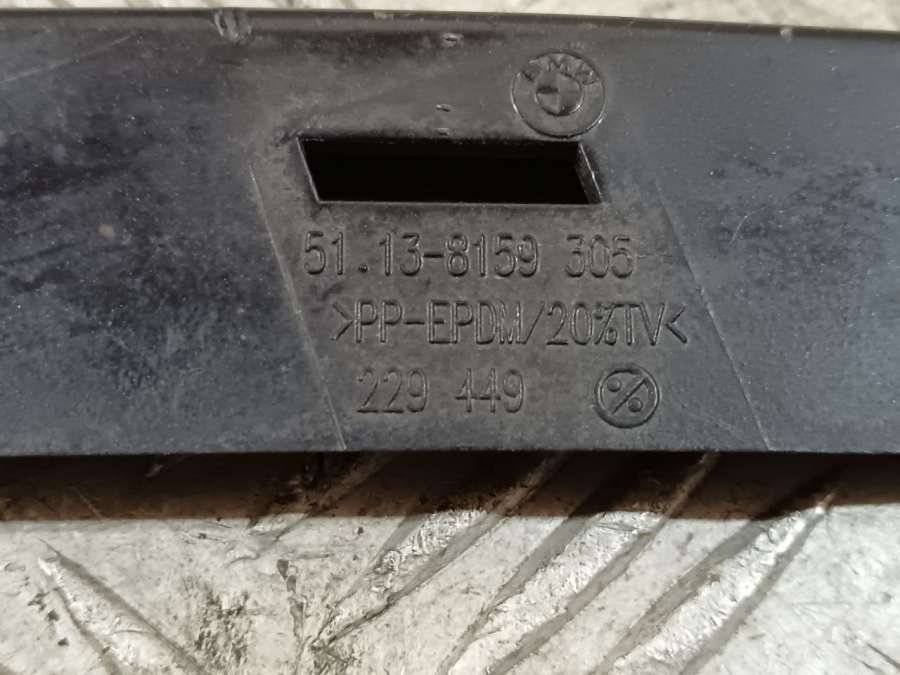 BMW
51.13-8159 305
>PP-EPDM/20%TV<
229 449